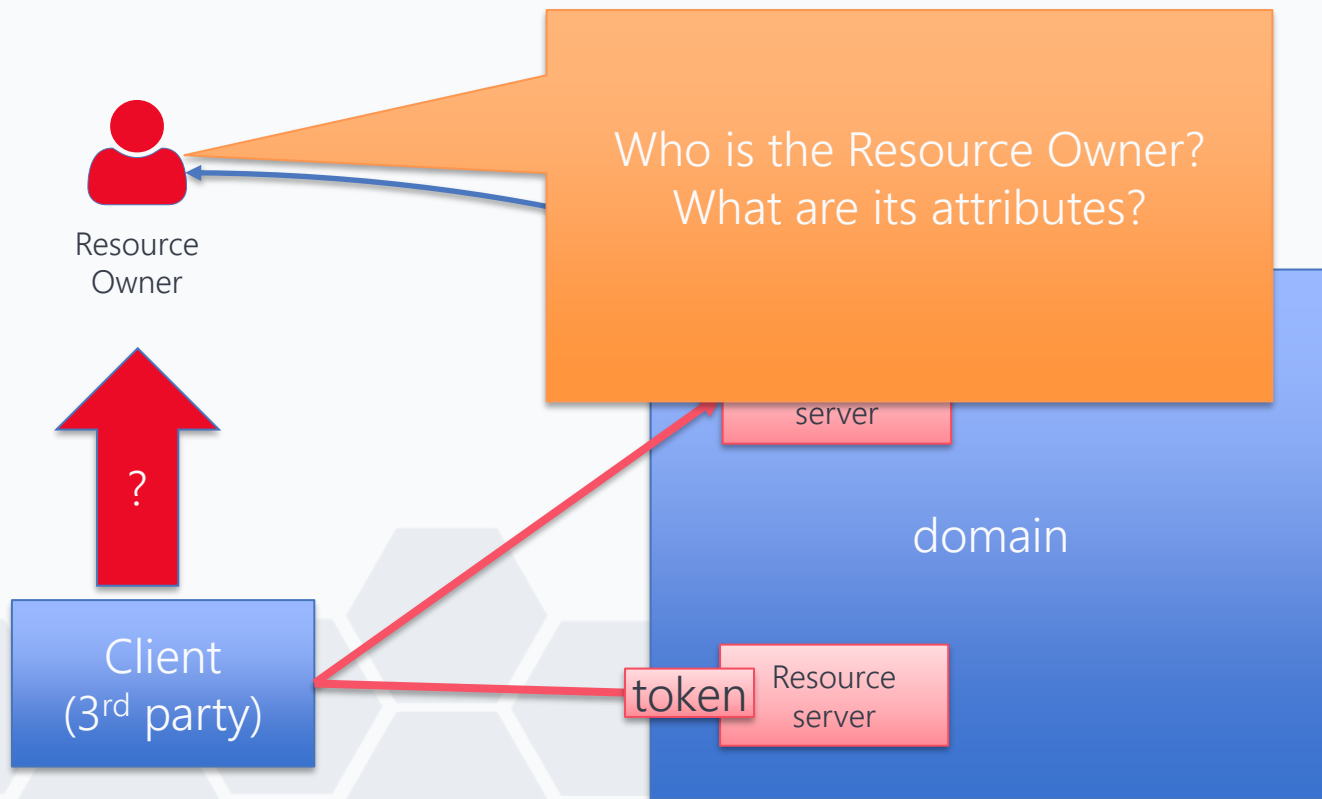 Who is the Resource Owner?
What are its attributes?
Resource
Owner
server
?
domain
Client
(3rd party)
token
Resource
server